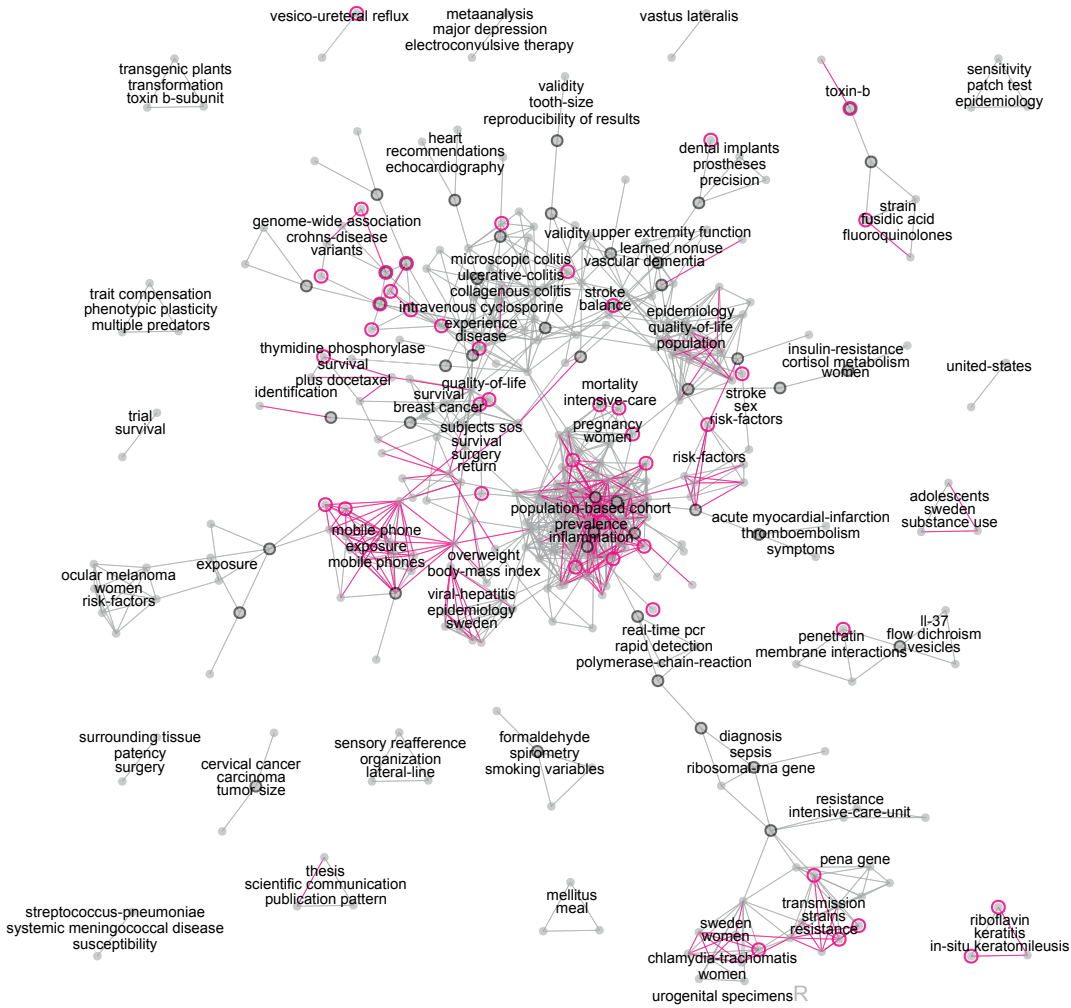 vesico-ureteral reflux
metaanalysis
major depression
electroconvulsive therapy
vastus lateralis
transgenic plants
transformation
toxin b-subunit
validity
tooth-size
reproducibility of results
toxin-b
sensitivity
patch test
epidemiology
heart
recommendations
echocardiography
dental implants
prostheses
precision
strain
fusidic acid
fluoroquinolones
genome-wide association
crohns-disease
variants
validity
upper extremity function
learned nonuse
vascular dementia
microscopic colitis
ulcerative-colitis
collagenous colitis
intravenous cyclosporine
stroke
balance
trait compensation
phenotypic plasticity
multiple predators
experience
disease
epidemiology
quality-of-life
population
thymidine phosphorylase
survival
plus docetaxel
identification
quality-of-life
survival
breast cancer
mortality
intensive-care
insulin-resistance
cortisol metabolism
women
united-states
stroke
sex
risk-factors
trial
survival
subjects sos
survival
surgery
return
pregnancy
women
risk-factors
adolescents
sweden
substance use
population-based cohort
prevalence
inflammation
acute myocardial-infarction
thromboembolism
symptoms
mobile phone
exposure
mobile phones
exposure
overweight
body-mass index
ocular melanoma
women
risk-factors
viral-hepatitis
epidemiology
sweden
real-time pcr
rapid detection
polymerase-chain-reaction
penetratin
membrane interactions
ll-37
flow dichroism
vesicles
surrounding tissue
patency
surgery
cervical cancer
carcinoma
tumor size
sensory reafference
organization
lateral-line
formaldehyde
spirometry
smoking variables
diagnosis
sepsis
ribosomal-rna gene
resistance
intensive-care-unit
pena gene
thesis
scientific communication
publication pattern
mellitus
meal
transmission
strains
resistance
streptococcus-pneumoniae
systemic meningococcal disease
susceptibility
sweden
women
chlamydia-trachomatis
women
riboflavin
keratitis
in-situ keratomileusis
urogenital specimens
R